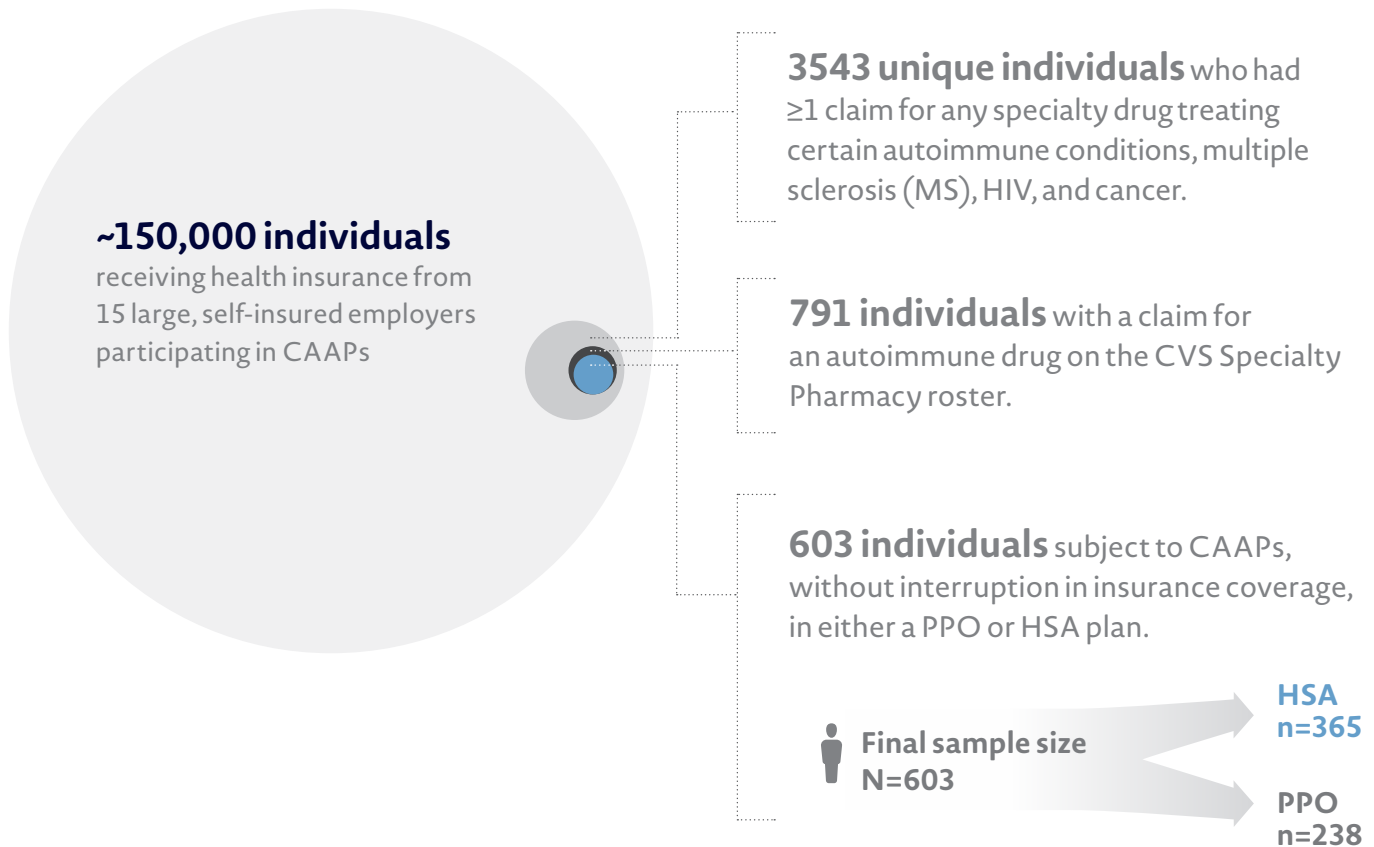 ~150,000 individuals
receiving health insurance from
15 large, self-insured employers
participating in CAAPs
3543 unique individuals who had
≥1 claim for any specialty drug treating
certain autoimmune conditions, multiple
sclerosis (MS), HIV, and cancer.
791 individuals with a claim for
an autoimmune drug on the CVS Specialty
Pharmacy roster.
603 individuals subject to CAAPs,
without interruption in insurance coverage,
in either a PPO or HSA plan.
Final sample size
N=603
HSA
n=365
PPO
n=238